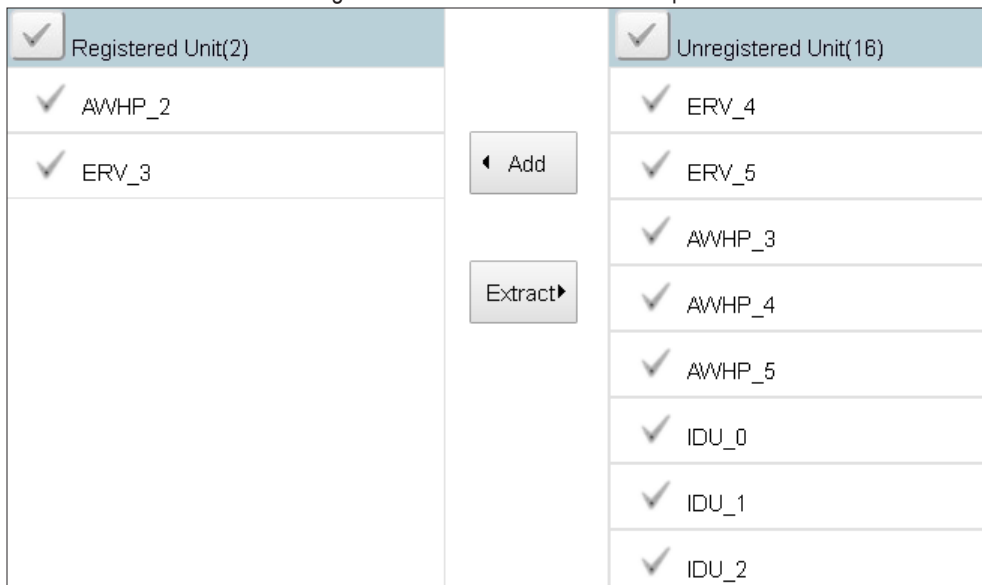 Registered Unit(2)
AWHP_2
ERV_3
Add
Extract
Unregistered Unit(16)
ERV_4
ERV_5
AWHP_3
AWHP_4
AWHP_5
IDU_0
IDU_1
IDU_2